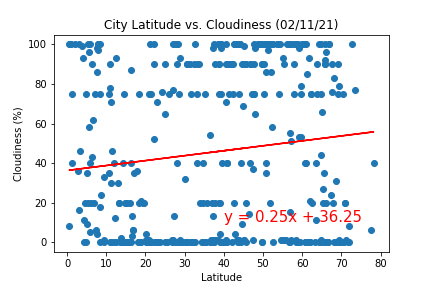 City Latitude vs. Cloudiness (02/11/21)
100
80
60
40
20
0
Cloudiness (%)
y = 0.25x + 36.25
0 10 20 30 40 50 60 70 80
Latitude